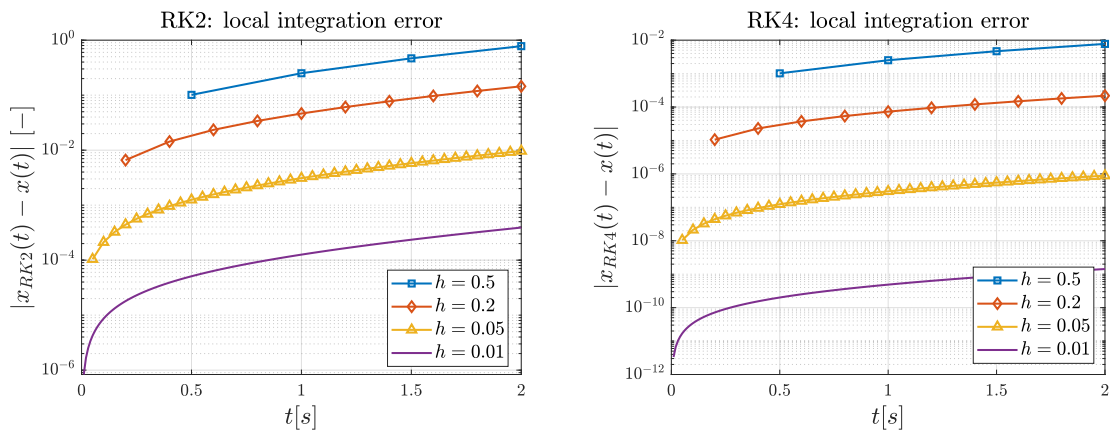 RK2: local integration error
|x_{RK2}(t) − x(t)| [−]
10^0
10^{−2}
10^{−4}
10^{−6}
0
0.5
1
1.5
2
t[s]
h = 0.5
h = 0.2
h = 0.05
h = 0.01
RK4: local integration error
|x_{RK4}(t) − x(t)|
10^{−2}
10^{−4}
10^{−6}
10^{−8}
10^{−10}
10^{−12}
0
0.5
1
1.5
2
t[s]
h = 0.5
h = 0.2
h = 0.05
h = 0.01